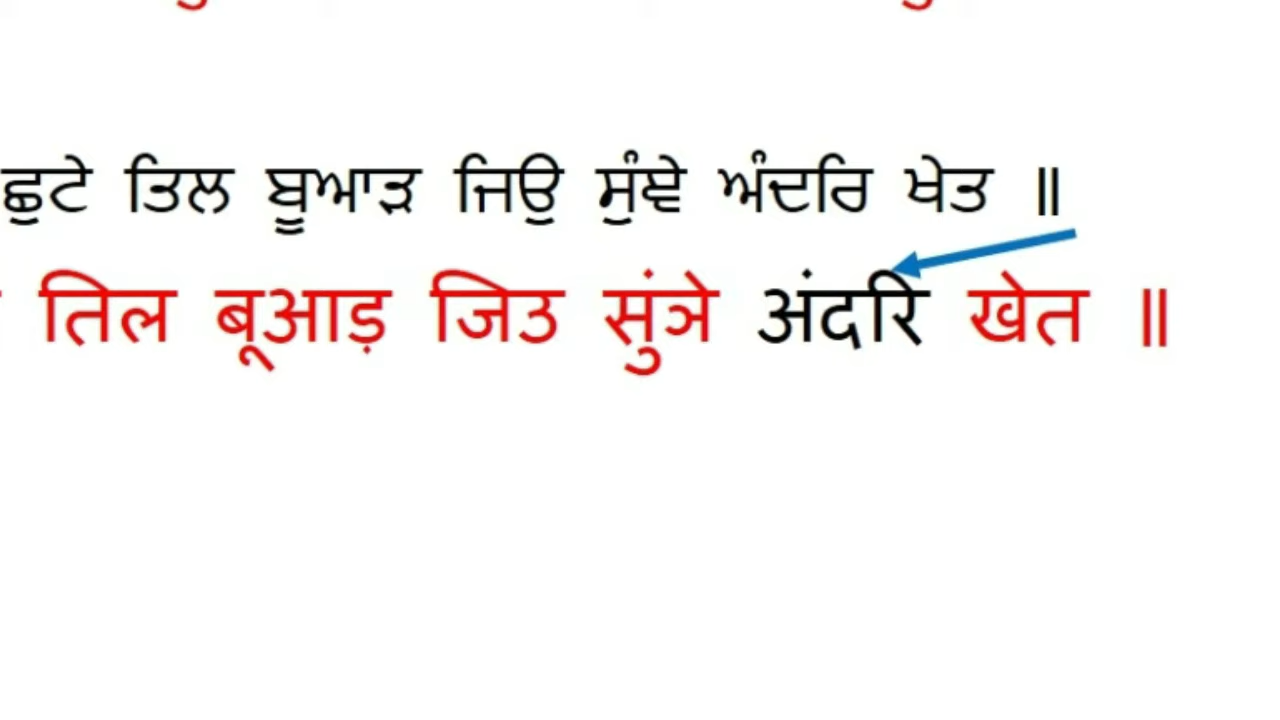 ਛੁਟੇ ਤਿਲ ਬੂਆੜ ਜਿਉ ਸੁੰਞੇ ਅੰਦਰਿ ਖੇਤ ॥
तिल बूआड़ जिउ सुंञे अंदरि खेत ॥